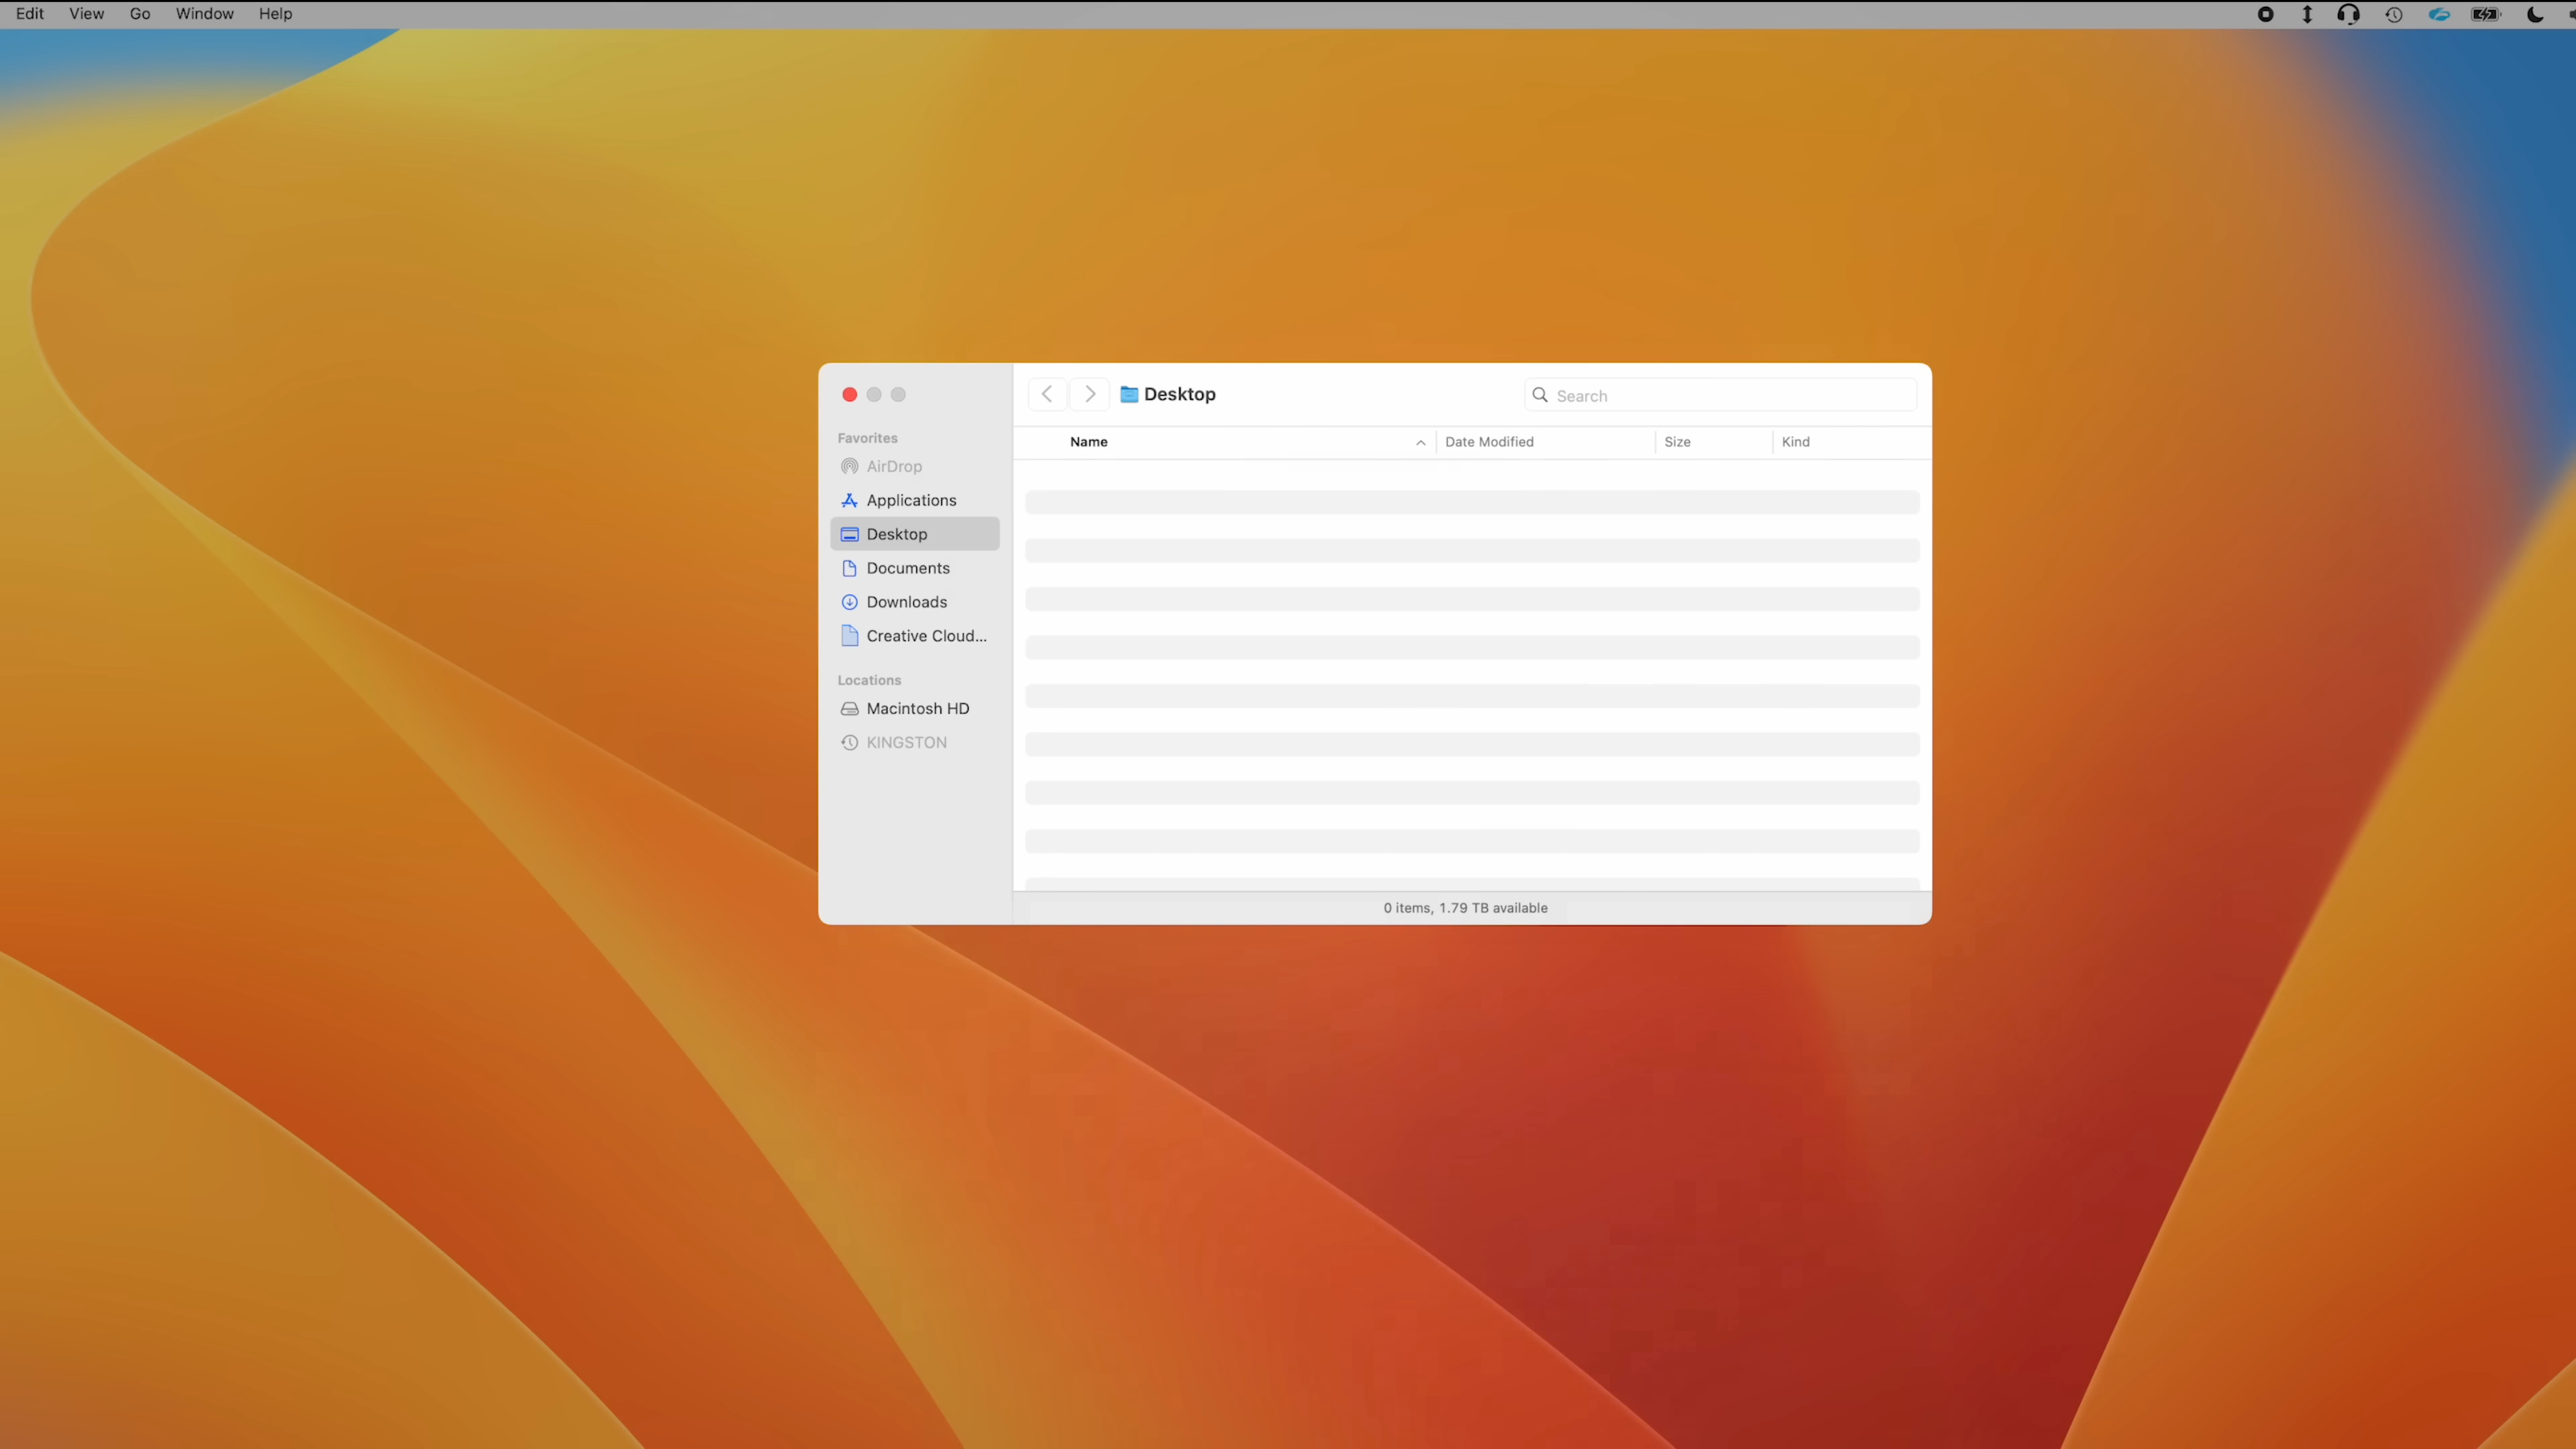 Edit View Go Window Help
Desktop
Search
Favorites
AirDrop
Applications
Desktop
Documents
Downloads
Creative Cloud...
Locations
Macintosh HD
KINGSTON
Name Date Modified Size Kind
0 items, 1.79 TB available